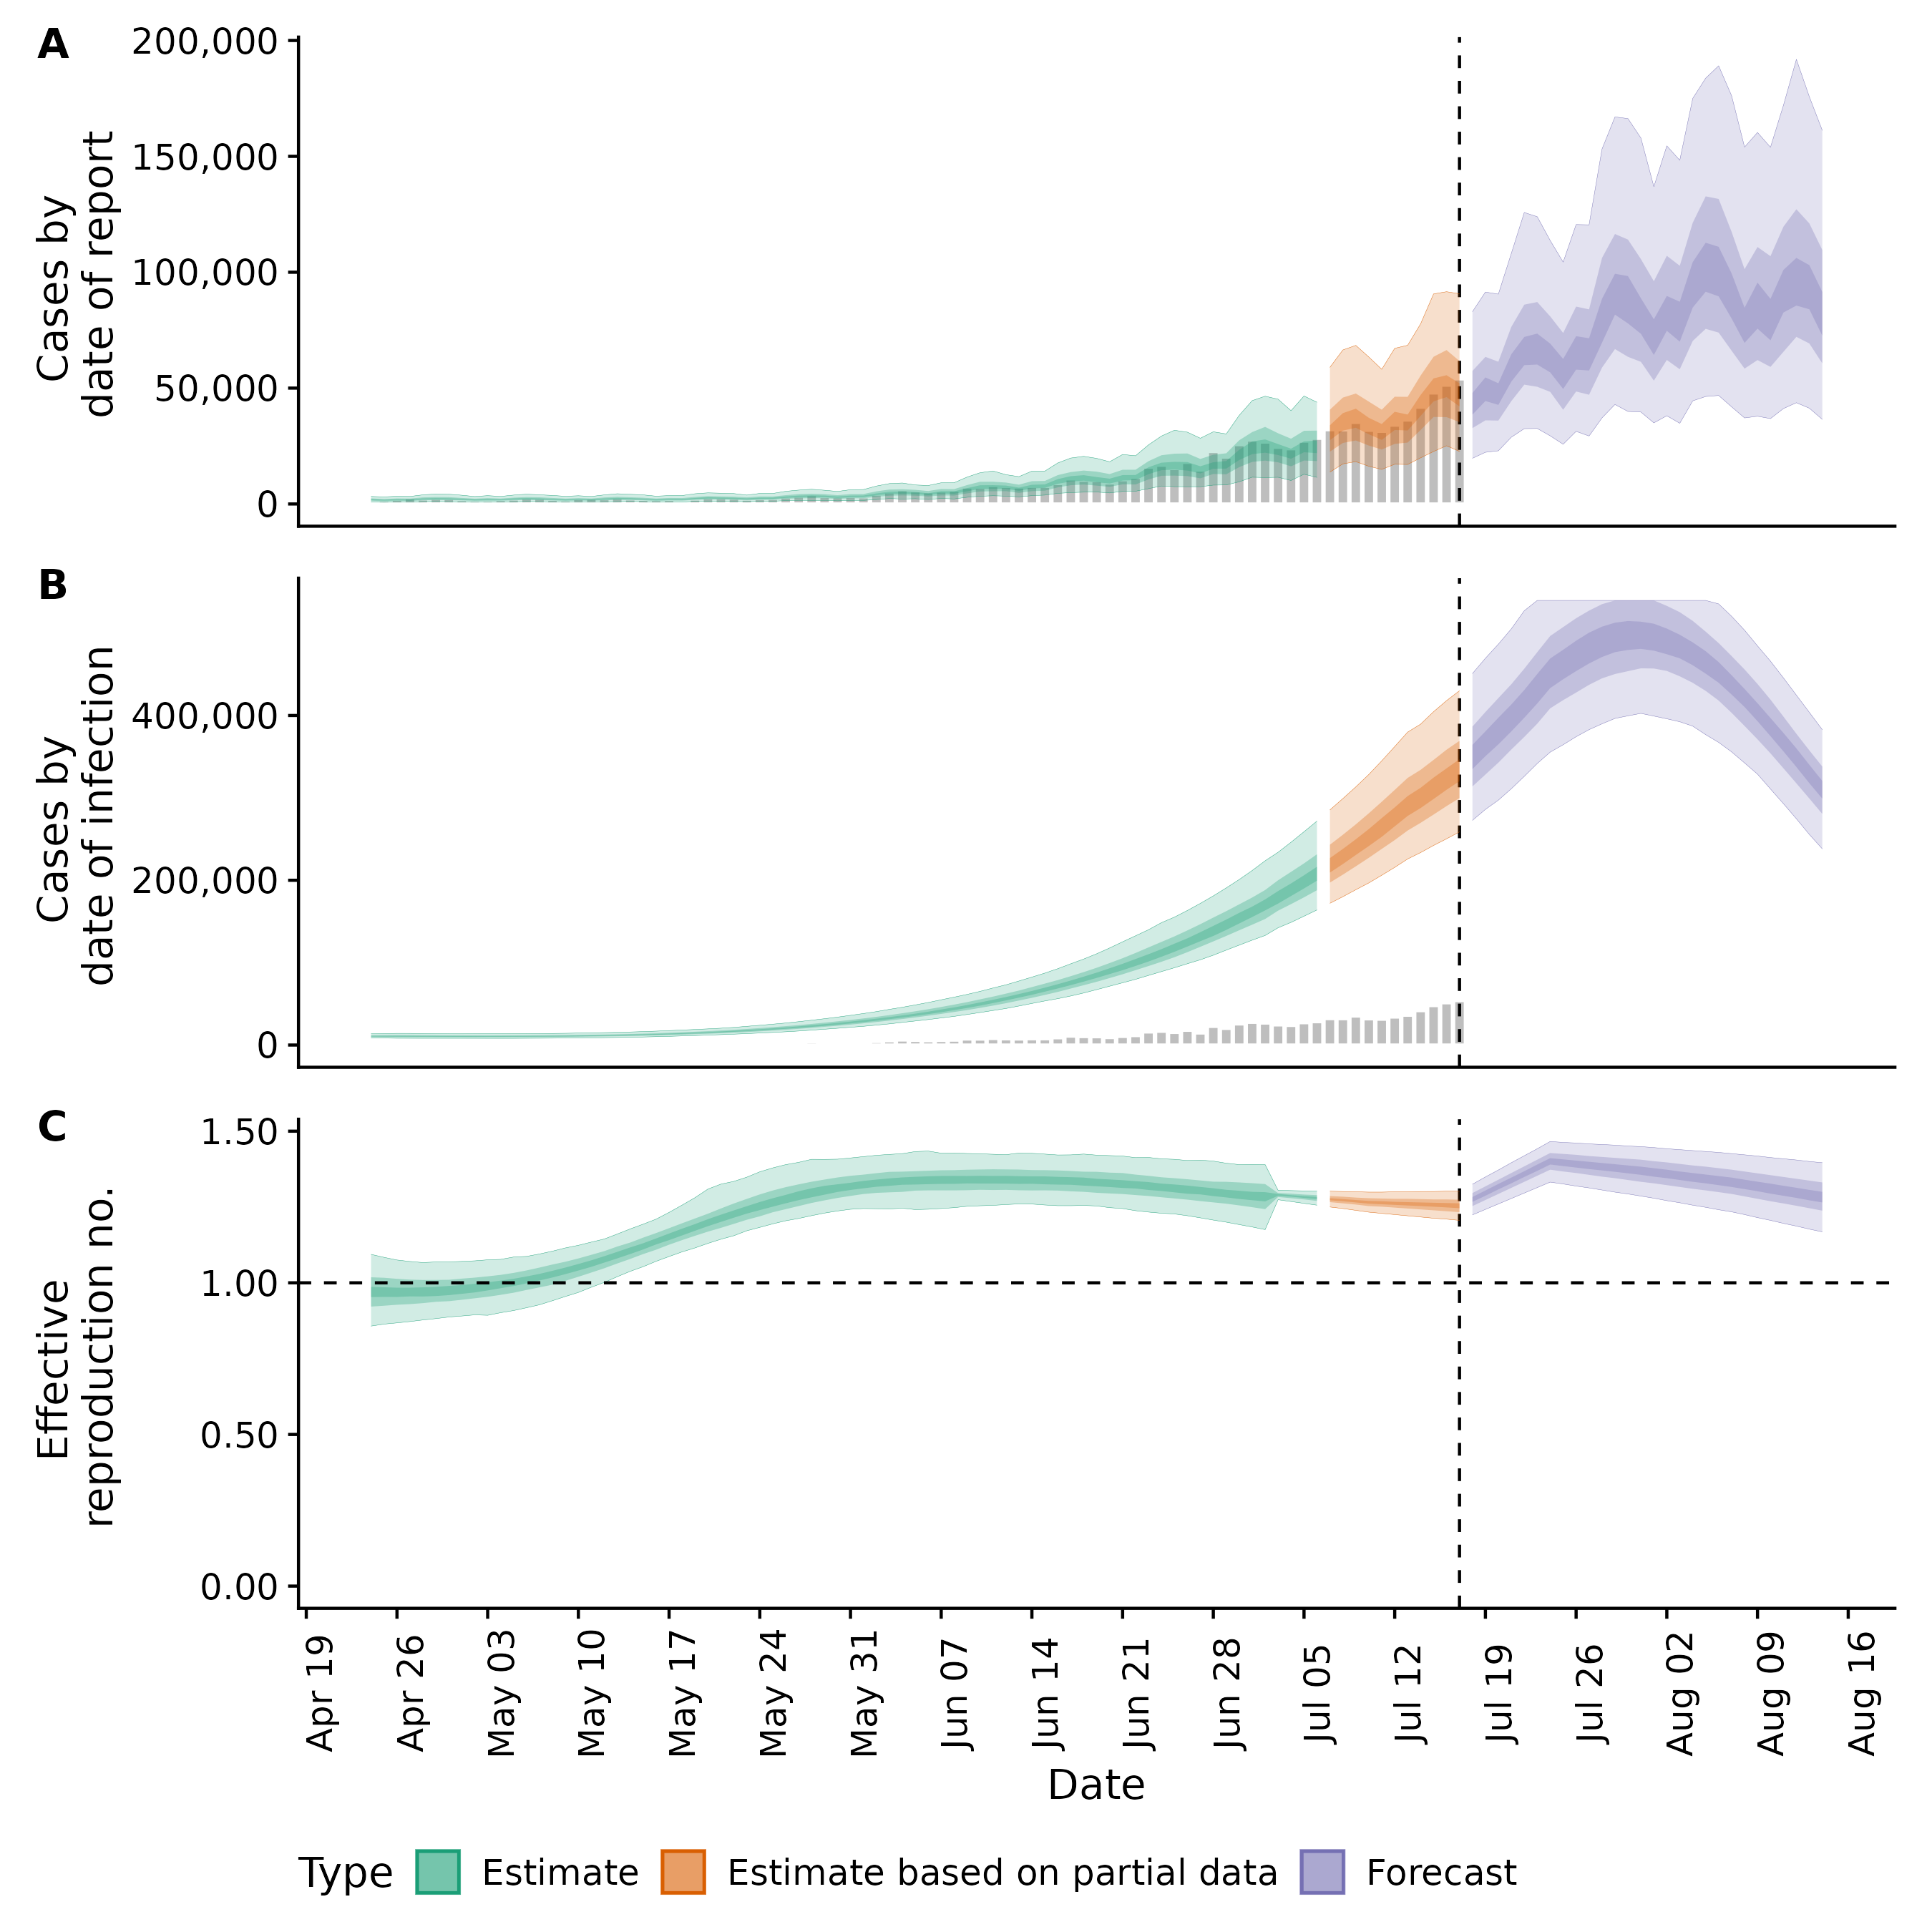 A
Cases by
date of report
200,000
150,000
100,000
50,000
0
B
Cases by
date of infection
400,000
200,000
0
C
Effective
reproduction no.
1.50
1.00
0.50
0.00
Apr 19
Apr 26
May 03
May 10
May 17
May 24
May 31
Jun 07
Jun 14
Jun 21
Jun 28
Jul 05
Jul 12
Jul 19
Jul 26
Aug 02
Aug 09
Aug 16
Date
Type Estimate Estimate based on partial data Forecast